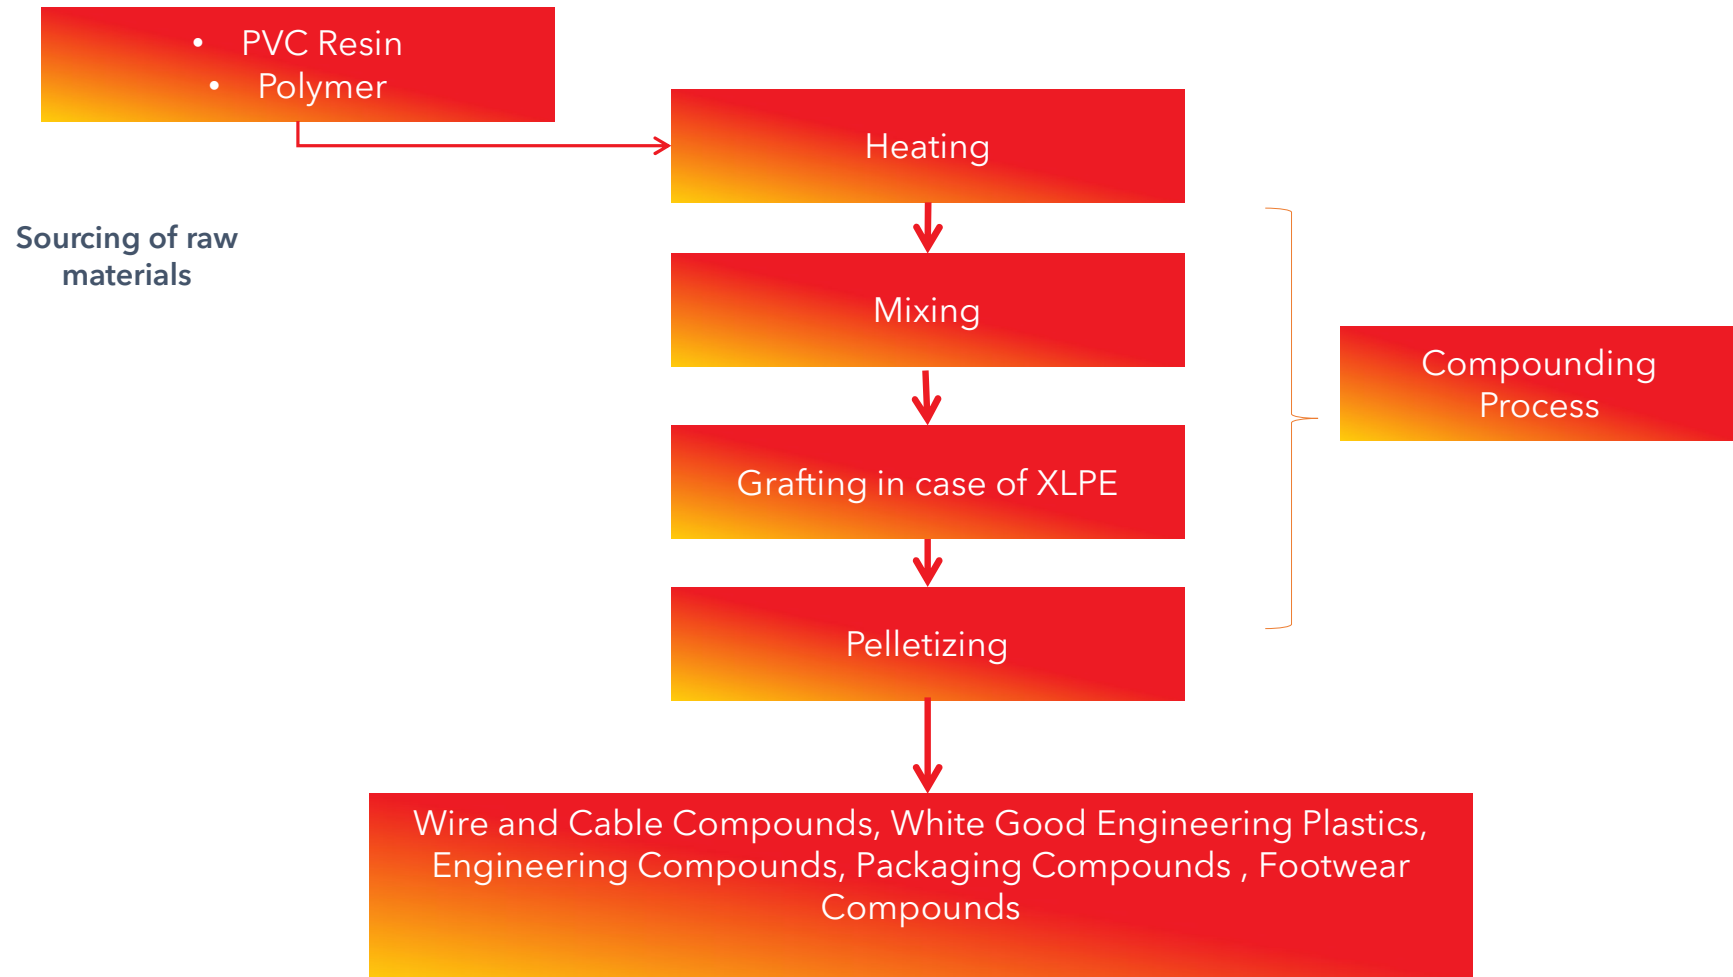 • PVC Resin
• Polymer
Heating
Sourcing of raw
materials
Mixing
Compounding
Process
Grafting in case of XLPE
Pelletizing
Wire and Cable Compounds, White Good Engineering Plastics,
Engineering Compounds, Packaging Compounds , Footwear
Compounds